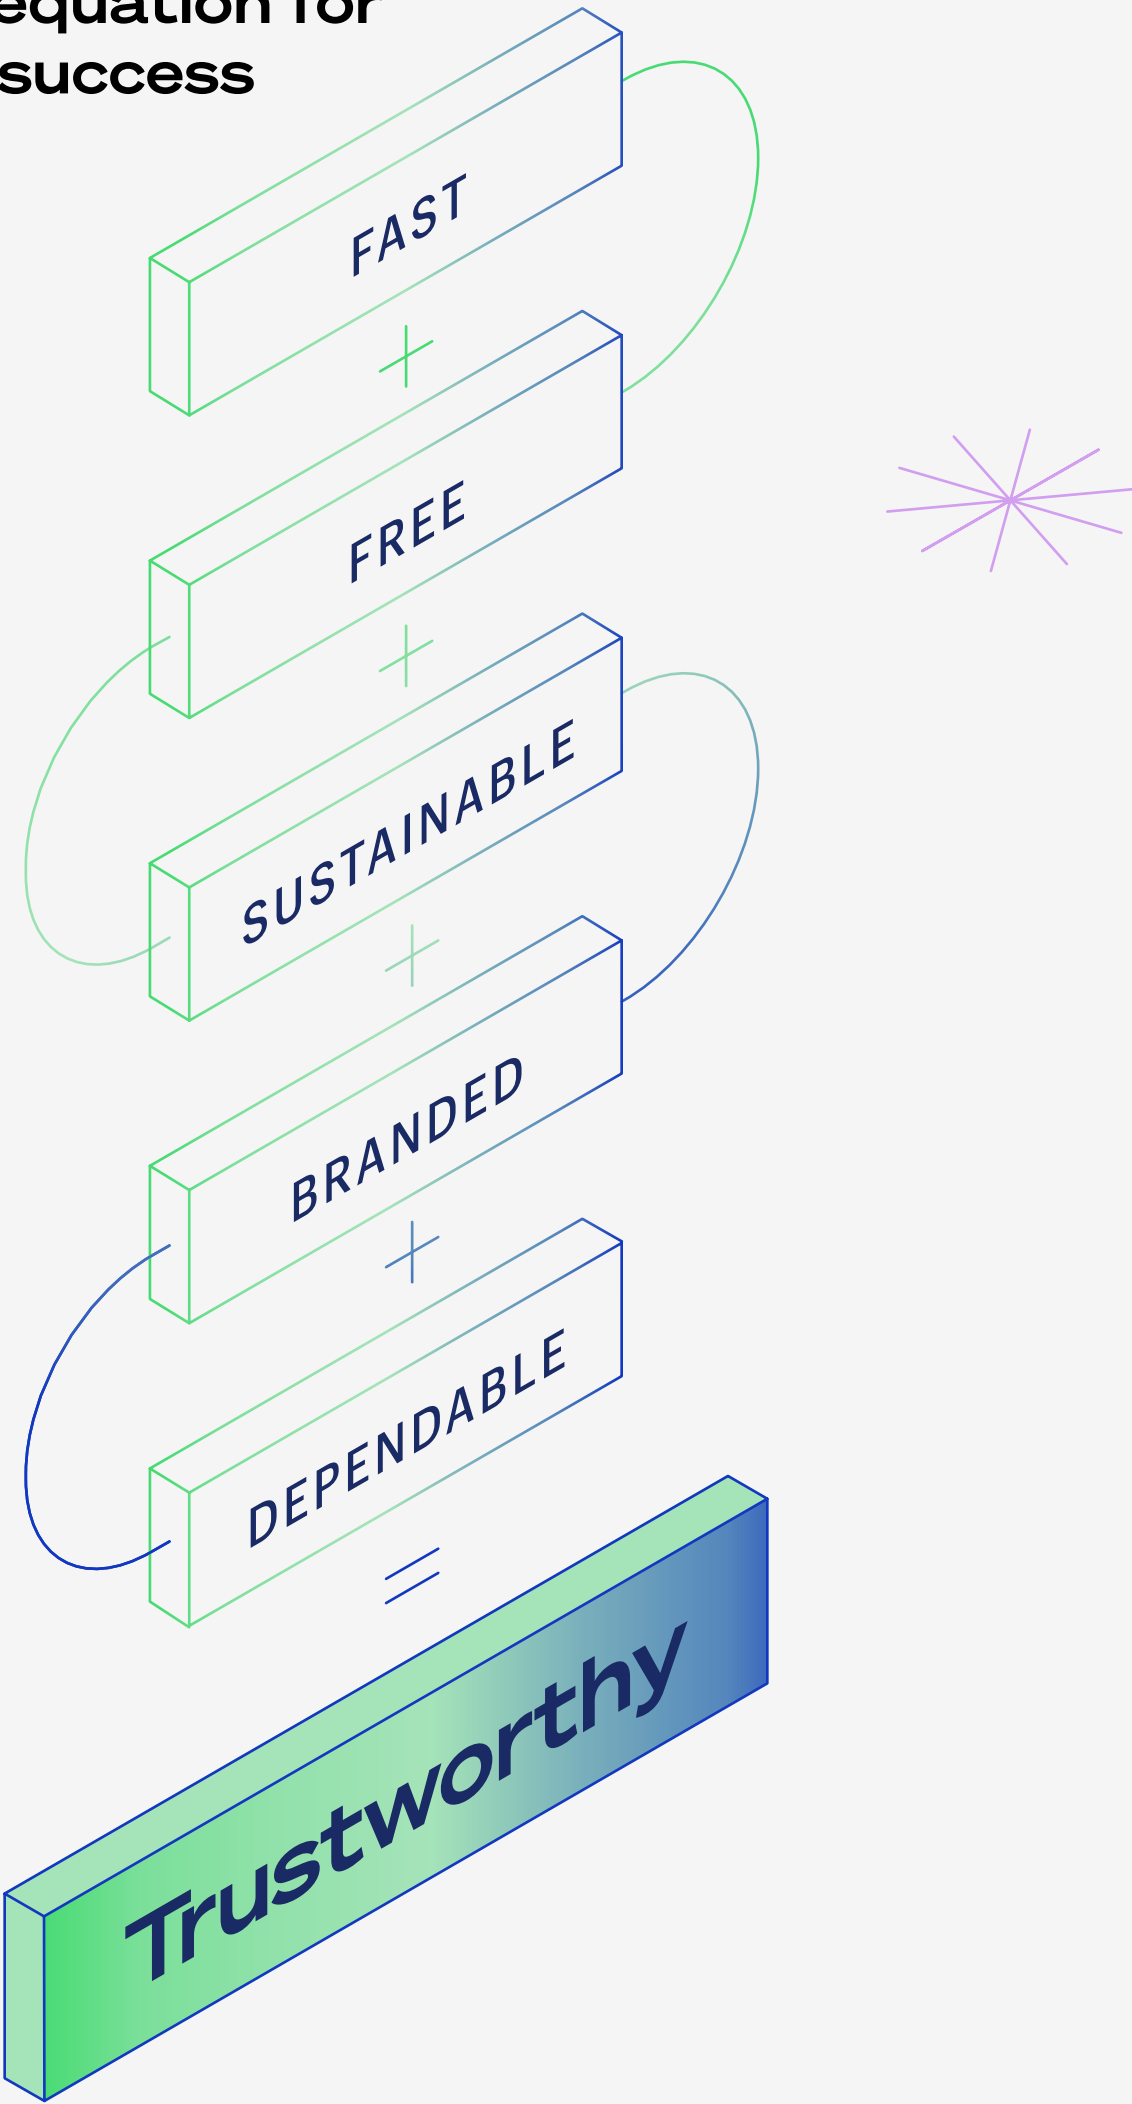 equation for
success
FAST
+
FREE
+
SUSTAINABLE
+
BRANDED
+
DEPENDABLE
=
Trustworthy